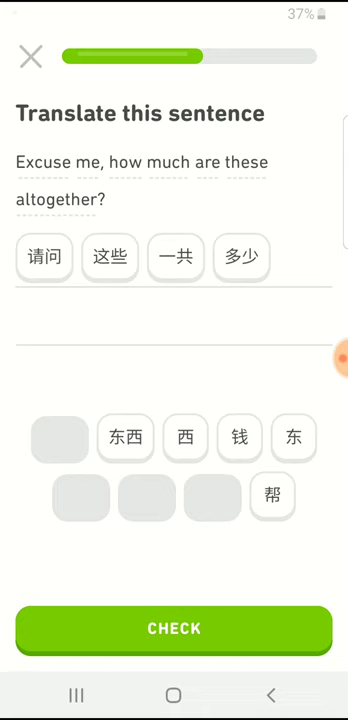 37%
Translate this sentence
Excuse me, how much are these
altogether?
请问 这些 一共 多少
东西 西 钱 东
帮
CHECK